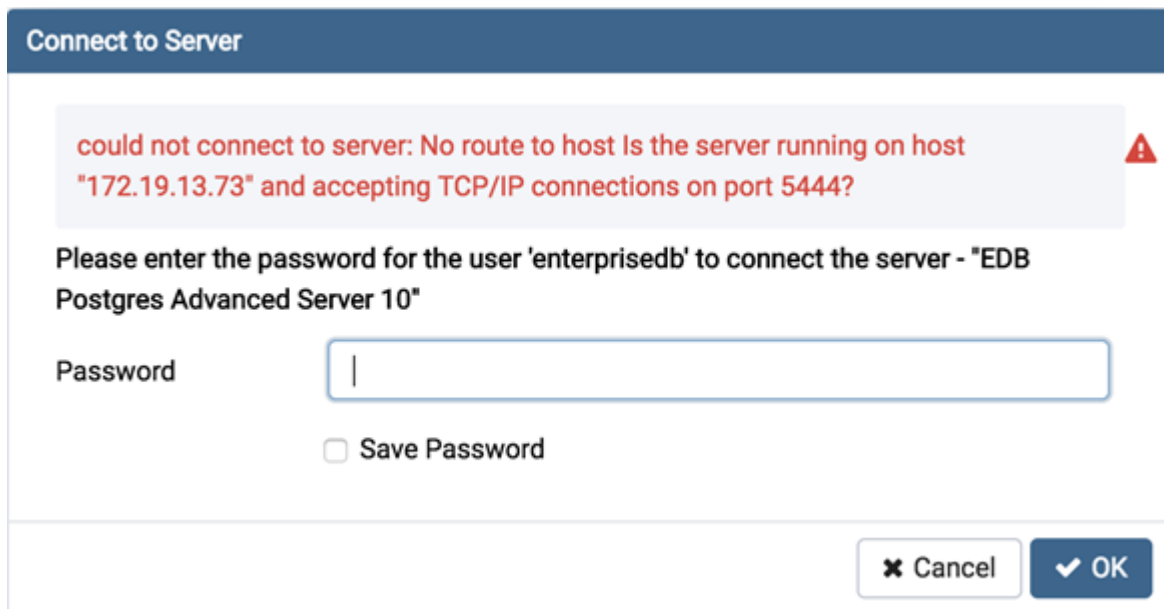 Connect to Server
could not connect to server: No route to host Is the server running on host
"172.19.13.73" and accepting TCP/IP connections on port 5444?
Please enter the password for the user 'enterprisedb' to connect the server - "EDB
Postgres Advanced Server 10"
Password
Save Password
Cancel
OK